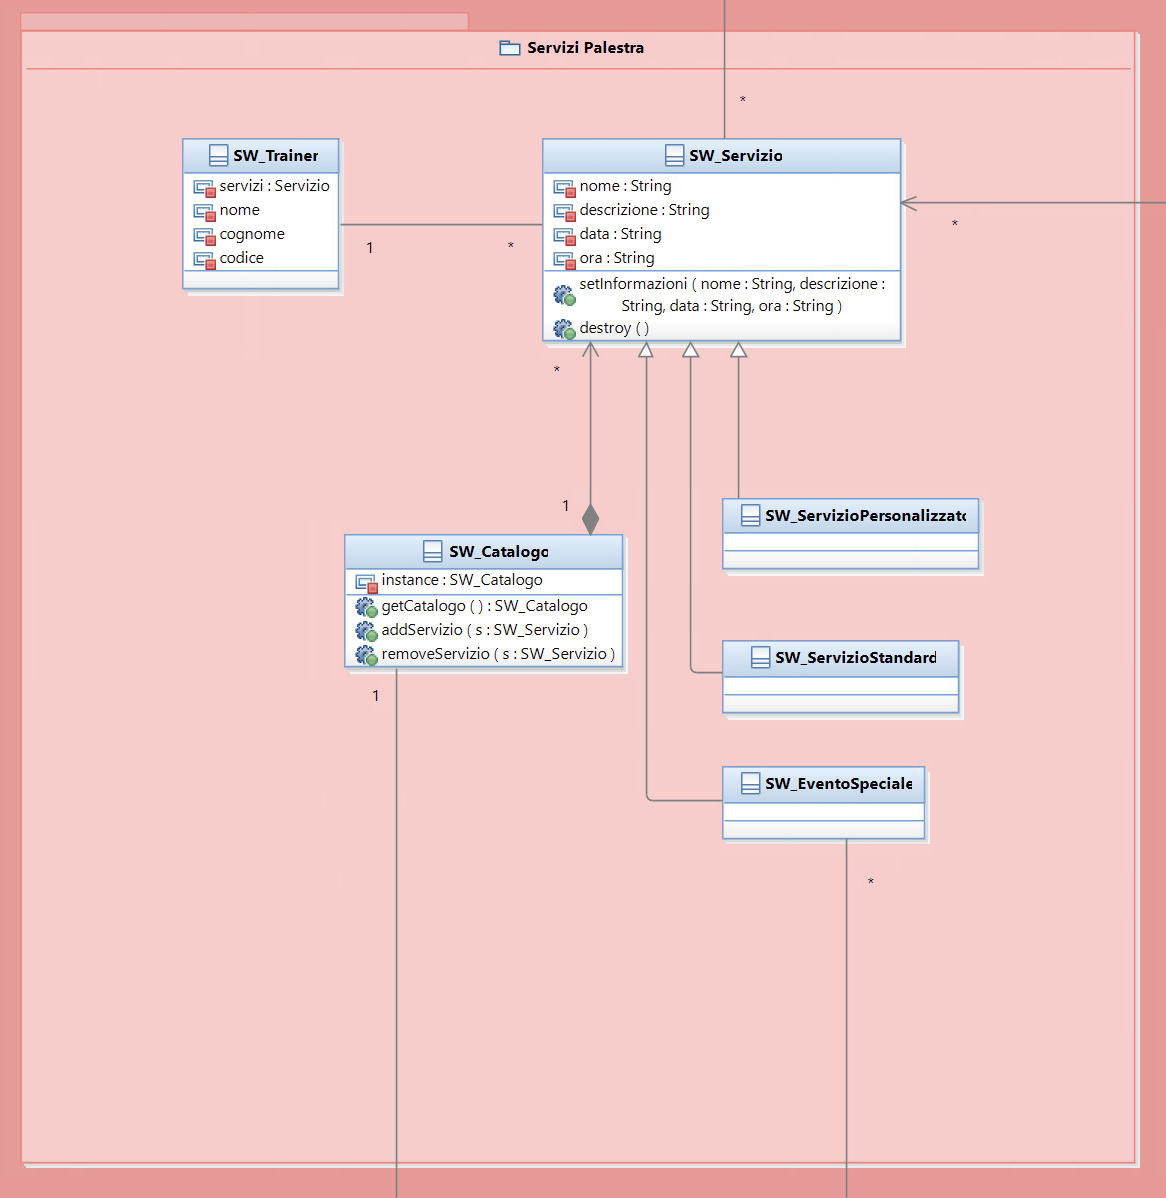 Servizi Palestra
*
SW_Trainer
servizi : Servizio
nome
cognome
codice
1
*
SW_Servizio
nome : String
descrizione : String
data : String
ora : String
setInformazioni ( nome : String, descrizione :
String, data : String, ora : String )
destroy ( )
*
*
1
SW_Catalogo
instance : SW_Catalogo
getCatalogo ( ) : SW_Catalogo
addServizio ( s : SW_Servizio )
removeServizio ( s : SW_Servizio )
1
SW_ServizioPersonalizzato
SW_ServizioStandard
SW_EventoSpeciale
*